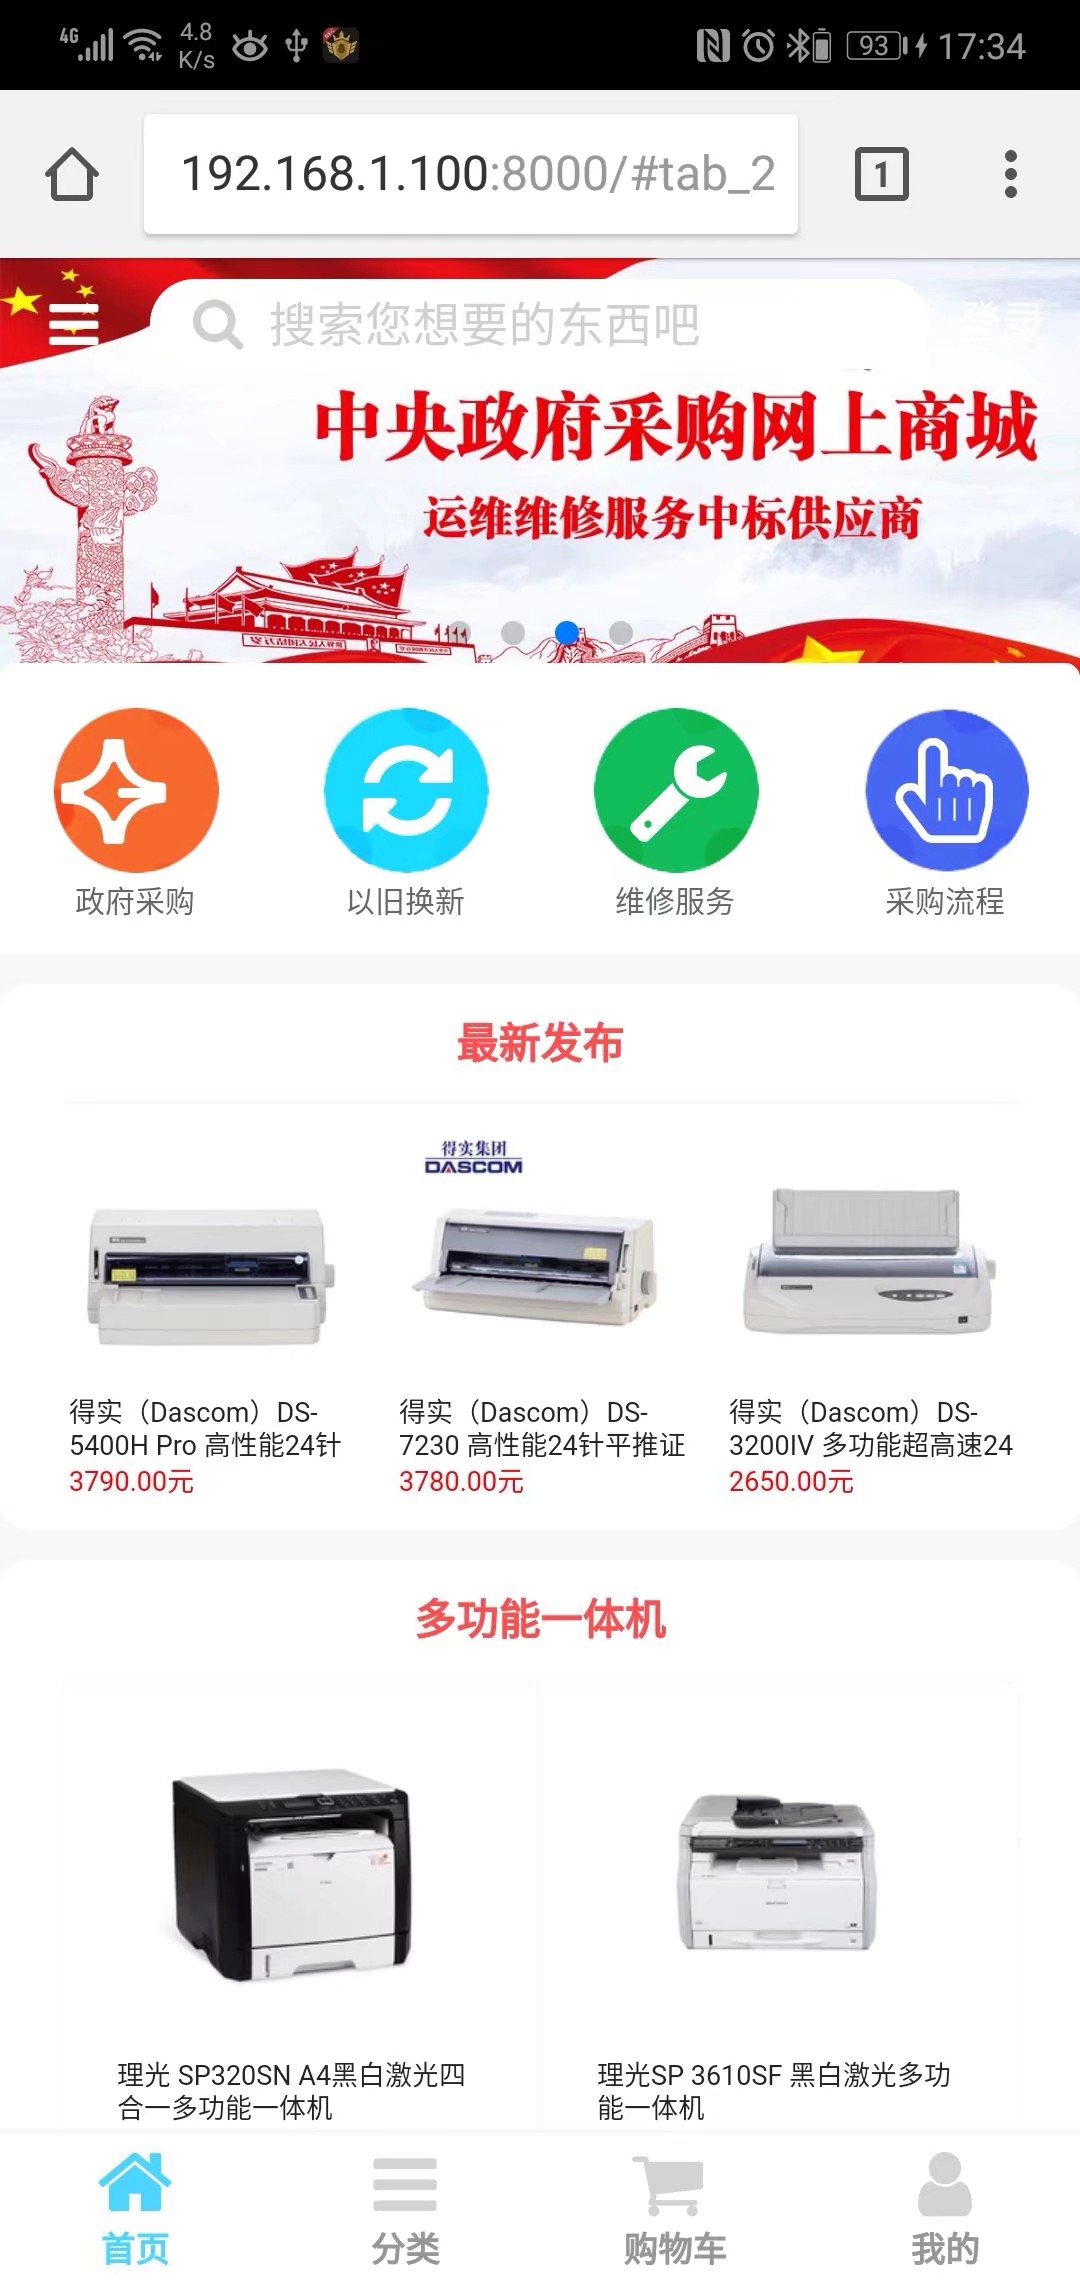 4G 4.8 K/s 93 17:34
192.168.1.100:8000/#tab_2
1
搜索您想要的东西吧
登录
中央政府采购网上商城
运维维修服务中标供应商
政府采购
以旧换新
维修服务
采购流程
最新发布
得实集团
DASCOM
得实（Dascom）DS-
5400H Pro 高性能24针
3790.00元
得实（Dascom）DS-
7230 高性能24针平推证
3780.00元
得实（Dascom）DS-
3200IV 多功能超高速24
2650.00元
多功能一体机
理光 SP320SN A4黑白激光四
合一多功能一体机
理光SP 3610SF 黑白激光多功
能一体机
首页
分类
购物车
我的